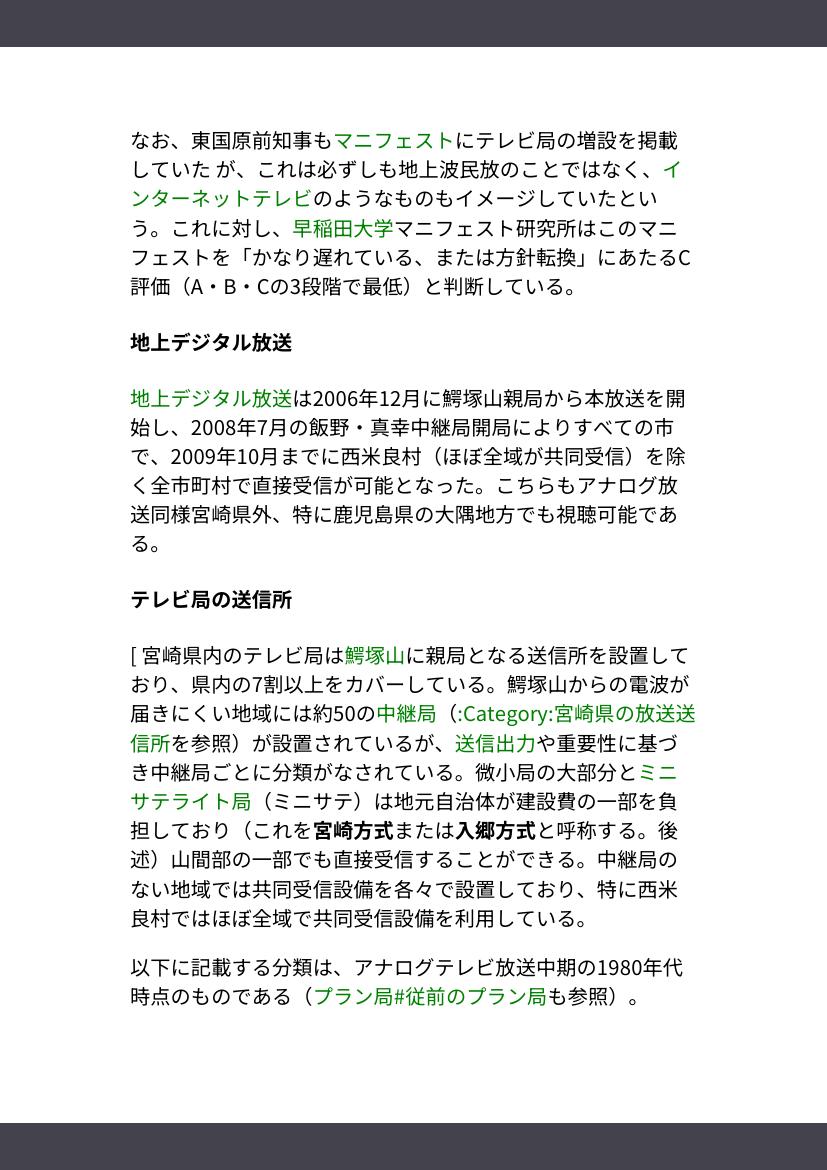 なお、東国原前知事もマニフェストにテレビ局の増設を掲載
していた が、これは必ずしも地上波民放のことではなく、イ
ンターネットテレビのようなものもイメージしていたとい
う。これに対し、早稲田大学マニフェスト研究所はこのマニ
フェストを「かなり遅れている、または方針転換」にあたるC
評価（A・B・Cの3段階で最低）と判断している。
地上デジタル放送
地上デジタル放送は2006年12月に鰐塚山親局から本放送を開
始し、2008年7月の飯野・真幸中継局開局によりすべての市
で、2009年10月までに西米良村（ほぼ全域が共同受信）を除
く全市町村で直接受信が可能となった。こちらもアナログ放
送同様宮崎県外、特に鹿児島県の大隅地方でも視聴可能であ
る。
テレビ局の送信所
[ 宮崎県内のテレビ局は鰐塚山に親局となる送信所を設置して
おり、県内の7割以上をカバーしている。鰐塚山からの電波が
届きにくい地域には約50の中継局（:Category:宮崎県の放送送
信所を参照）が設置されているが、送信出力や重要性に基づ
き中継局ごとに分類がなされている。微小局の大部分とミニ
サテライト局（ミニサテ）は地元自治体が建設費の一部を負
担しており（これを宮崎方式または入郷方式と呼称する。後
述）山間部の一部でも直接受信することができる。中継局の
ない地域では共同受信設備を各々で設置しており、特に西米
良村ではほぼ全域で共同受信設備を利用している。
以下に記載する分類は、アナログテレビ放送中期の1980年代
時点のものである（プラン局#従前のプラン局も参照）。